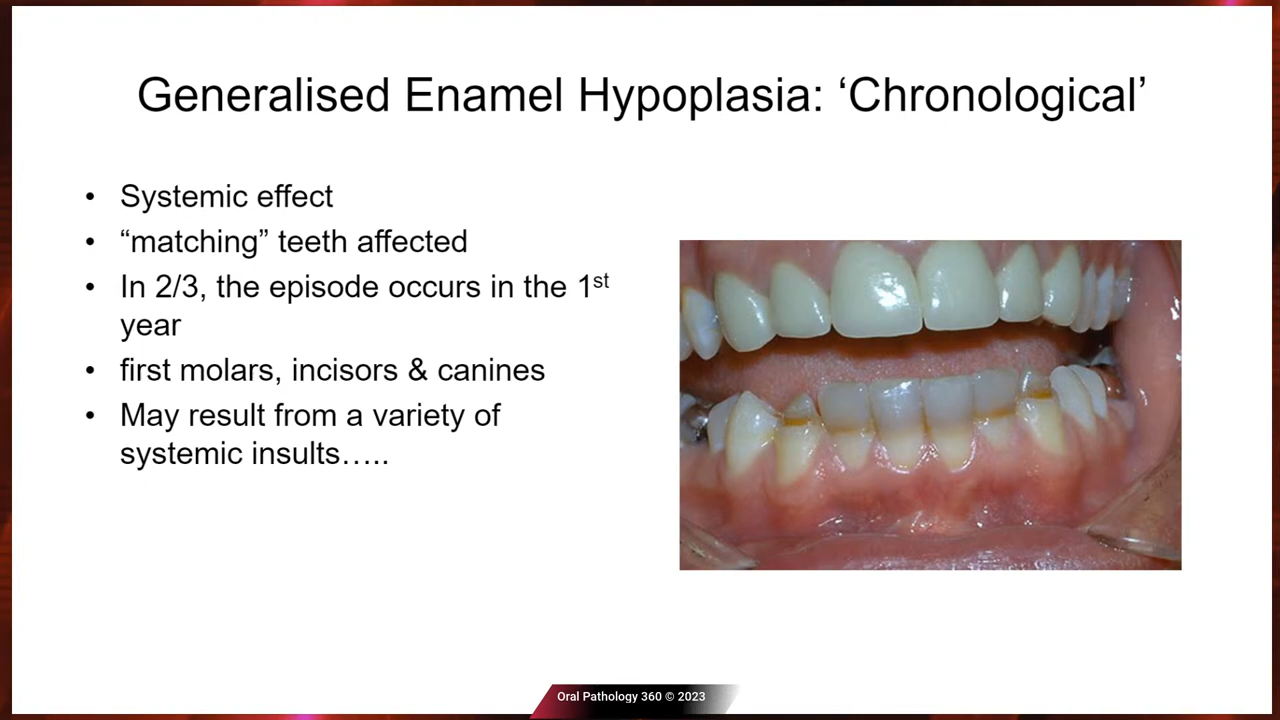 Generalised Enamel Hypoplasia: ‘Chronological’
• Systemic effect
• “matching” teeth affected
• In 2/3, the episode occurs in the 1st
year
• first molars, incisors & canines
• May result from a variety of
systemic insults…..
Oral Pathology 360 © 2023